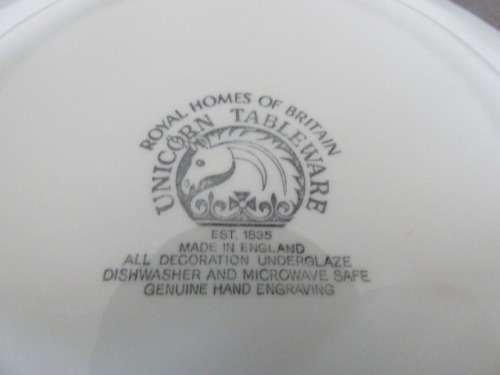 ROYAL HOMES OF BRITAIN
UNICORN TABLEWARE
EST. 1835
MADE IN ENGLAND
ALL DECORATION UNDERGLAZE
DISHWASHER AND MICROWAVE SAFE
GENUINE HAND ENGRAVING